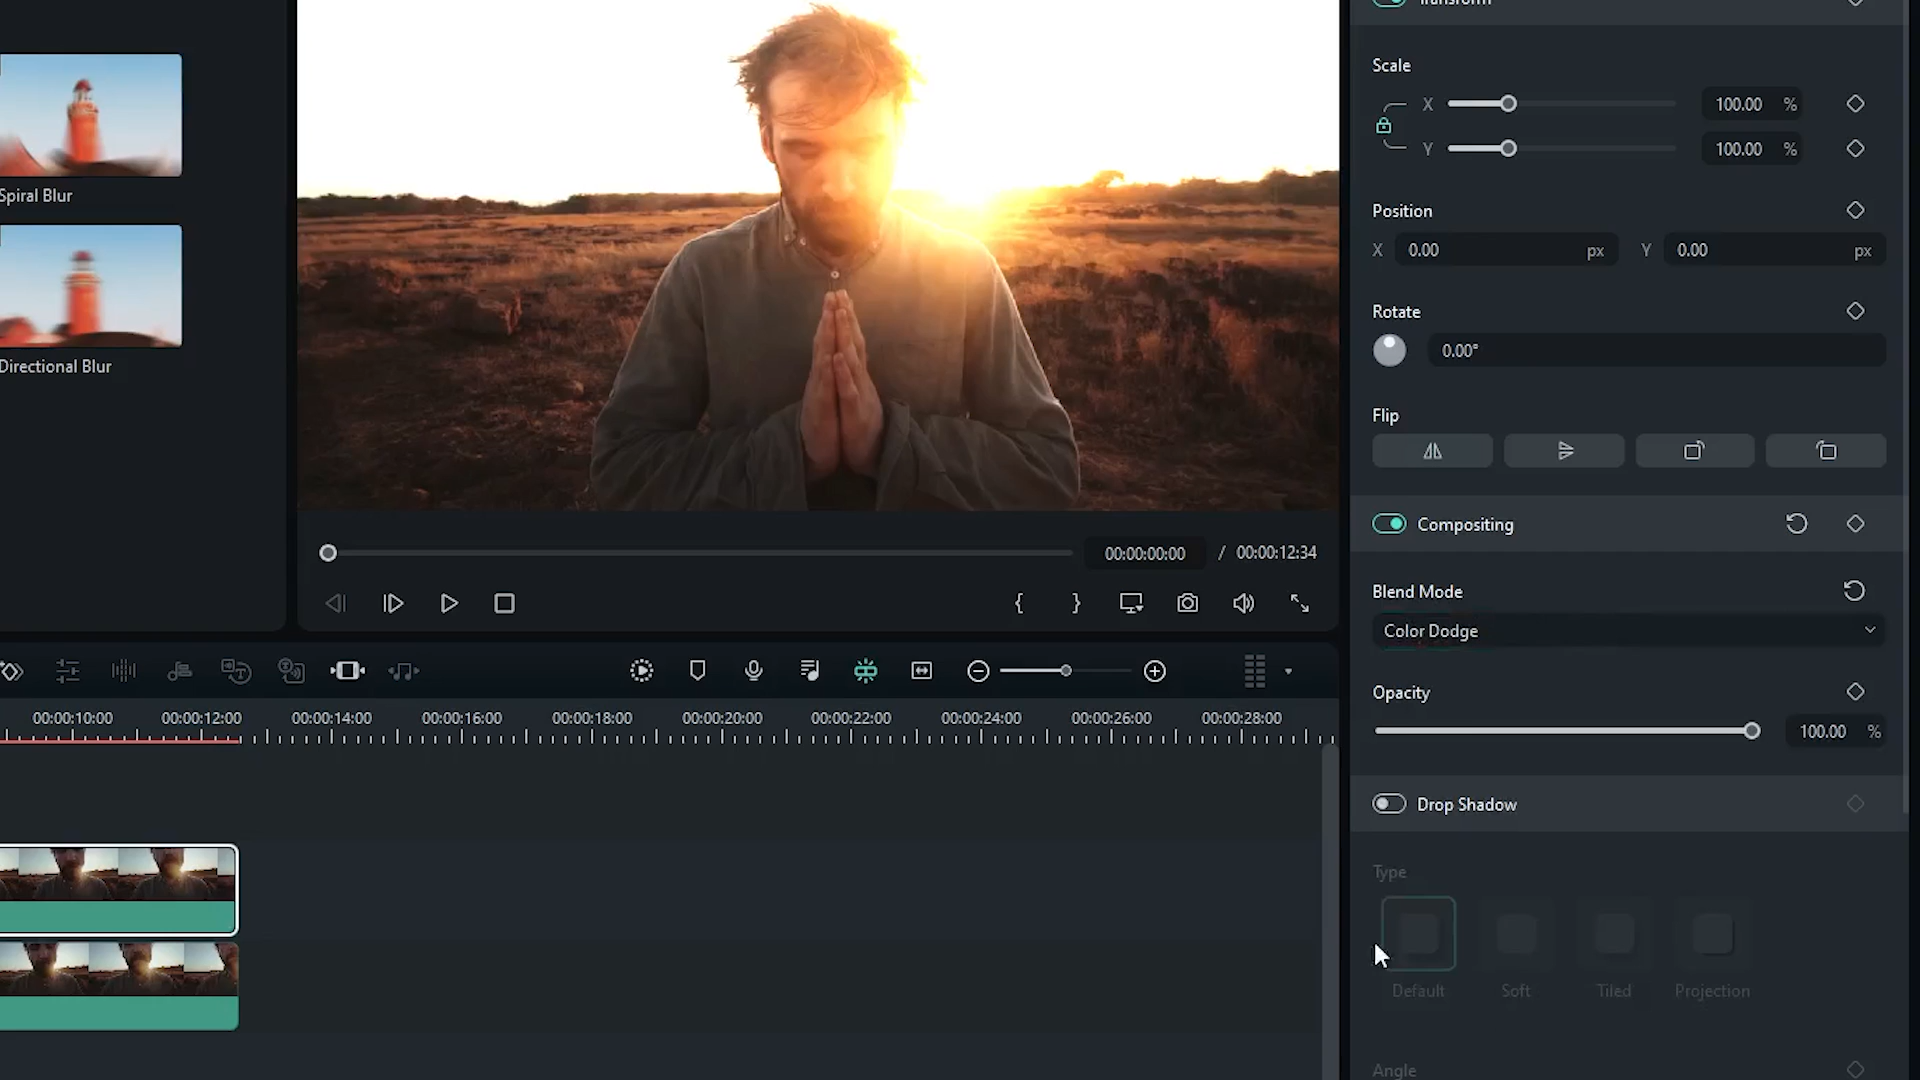 Transform
Scale
X 100.00 %
Y 100.00 %
Position
X 0.00 px Y 0.00 px
Rotate
0.00°
Flip
Compositing
Blend Mode
Color Dodge
Opacity
100.00 %
Drop Shadow
Type
Default Soft Tiled Projection
Angle
Spiral Blur
Directional Blur
00:00:00:00 / 00:00:12:34
00:00:10:00 00:00:12:00 00:00:14:00 00:00:16:00 00:00:18:00 00:00:20:00 00:00:22:00 00:00:24:00 00:00:26:00 00:00:28:00